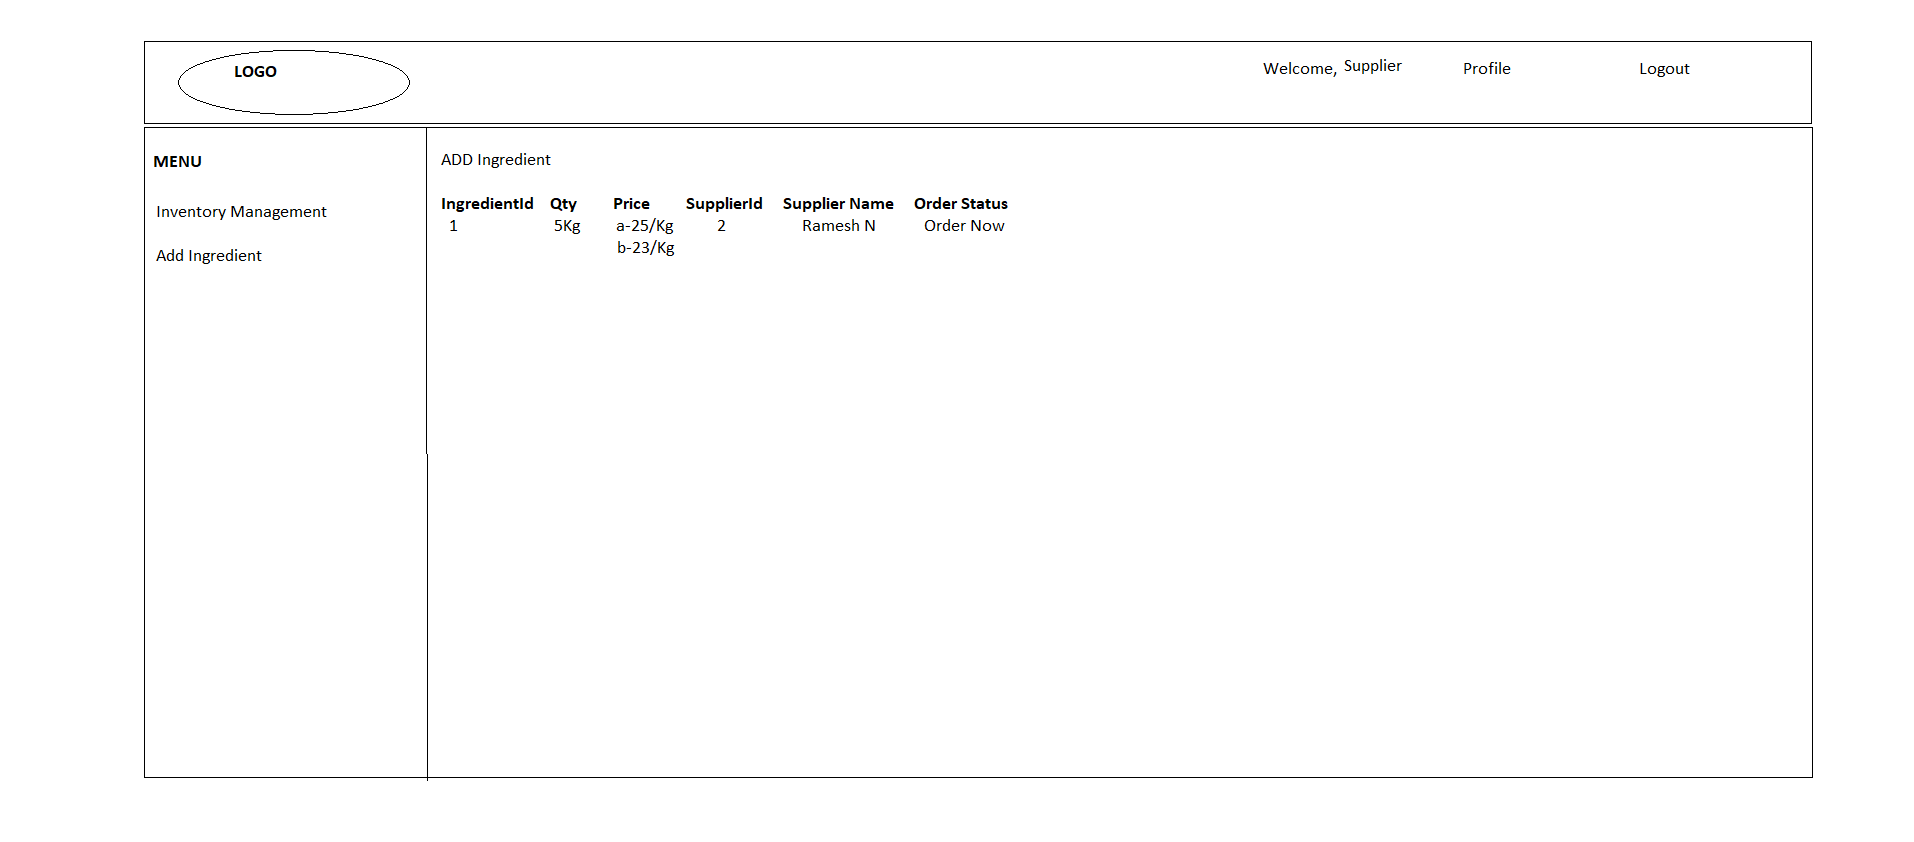 LOGO
Welcome, Supplier Profile Logout
MENU
Inventory Management
Add Ingredient
ADD Ingredient
IngredientId Qty Price SupplierId Supplier Name Order Status
1 5Kg a-25/Kg 2 Ramesh N Order Now
b-23/Kg